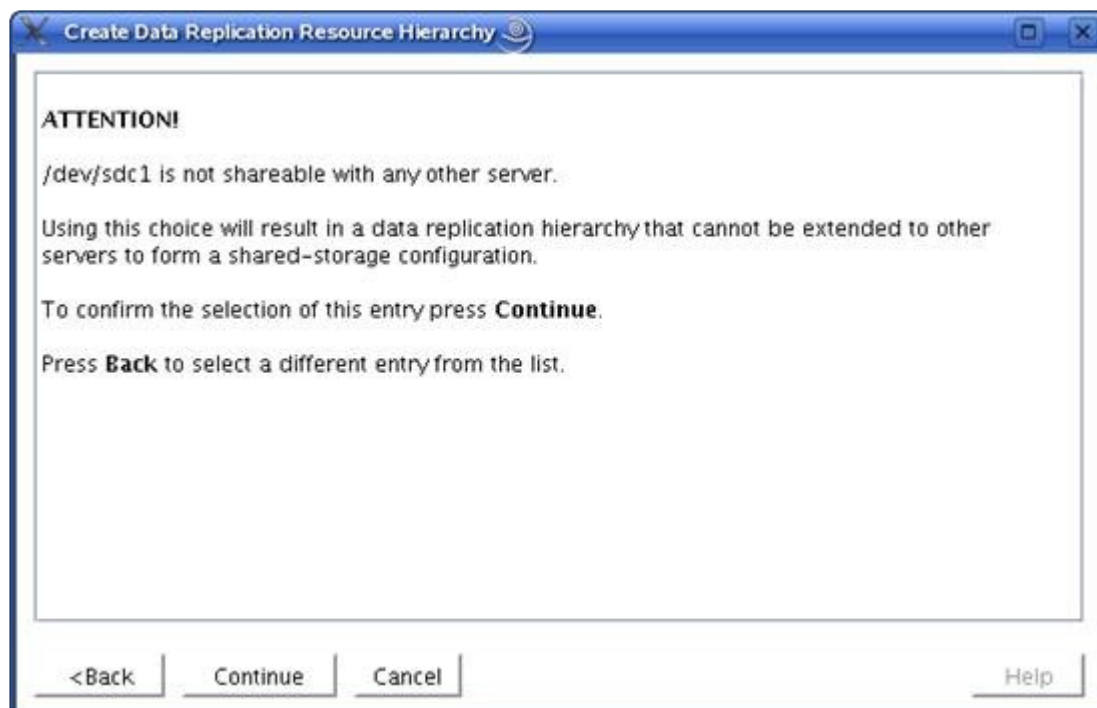 Create Data Replication Resource Hierarchy
ATTENTION!
/dev/sdc1 is not shareable with any other server.
Using this choice will result in a data replication hierarchy that cannot be extended to other
servers to form a shared-storage configuration.
To confirm the selection of this entry press Continue.
Press Back to select a different entry from the list.
<Back Continue Cancel Help